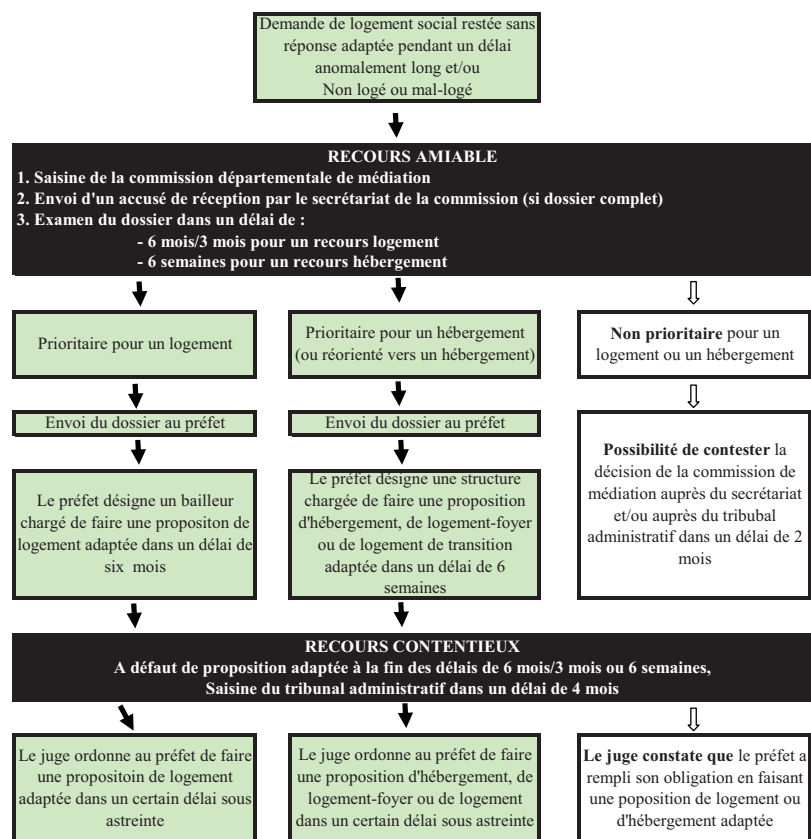 Demande de logement social restée sans
réponse adaptée pendant un délai
anomalement long et/ou
Non logé ou mal-logé
RECOURS AMIABLE
1. Saisine de la commission départementale de médiation
2. Envoi d'un accusé de réception par le secrétariat de la commission (si dossier complet)
3. Examen du dossier dans un délai de :
- 6 mois/3 mois pour un recours logement
- 6 semaines pour un recours hébergement
Prioritaire pour un logement
Prioritaire pour un hébergement
(ou réorienté vers un hébergement)
Non prioritaire pour un
logement ou un hébergement
Envoi du dossier au préfet
Envoi du dossier au préfet
Possibilité de contester la
décision de la commission de
médiation auprès du secrétariat
et/ou auprès du tribubal
administratif dans un délai de 2
mois
Le préfet désigne un bailleur
chargé de faire une propositon de
logement adaptée dans un délai de
six mois
Le préfet désigne une structure
chargée de faire une proposition
d'hébergement, de logement-foyer
ou de logement de transition
adaptée dans un délai de 6
semaines
RECOURS CONTENTIEUX
A défaut de proposition adaptée à la fin des délais de 6 mois/3 mois ou 6 semaines,
Saisine du tribunal administratif dans un délai de 4 mois
Le juge ordonne au préfet de faire
une propositoin de logement
adaptée dans un certain délai sous
astreinte
Le juge ordonne au préfet de faire
une proposition d'hébergement, de
logement-foyer ou de logement
dans un certain délai sous astreinte
Le juge constate que le préfet a
rempli son obligation en faisant
une poposition de logement ou
d'hébergement adaptée